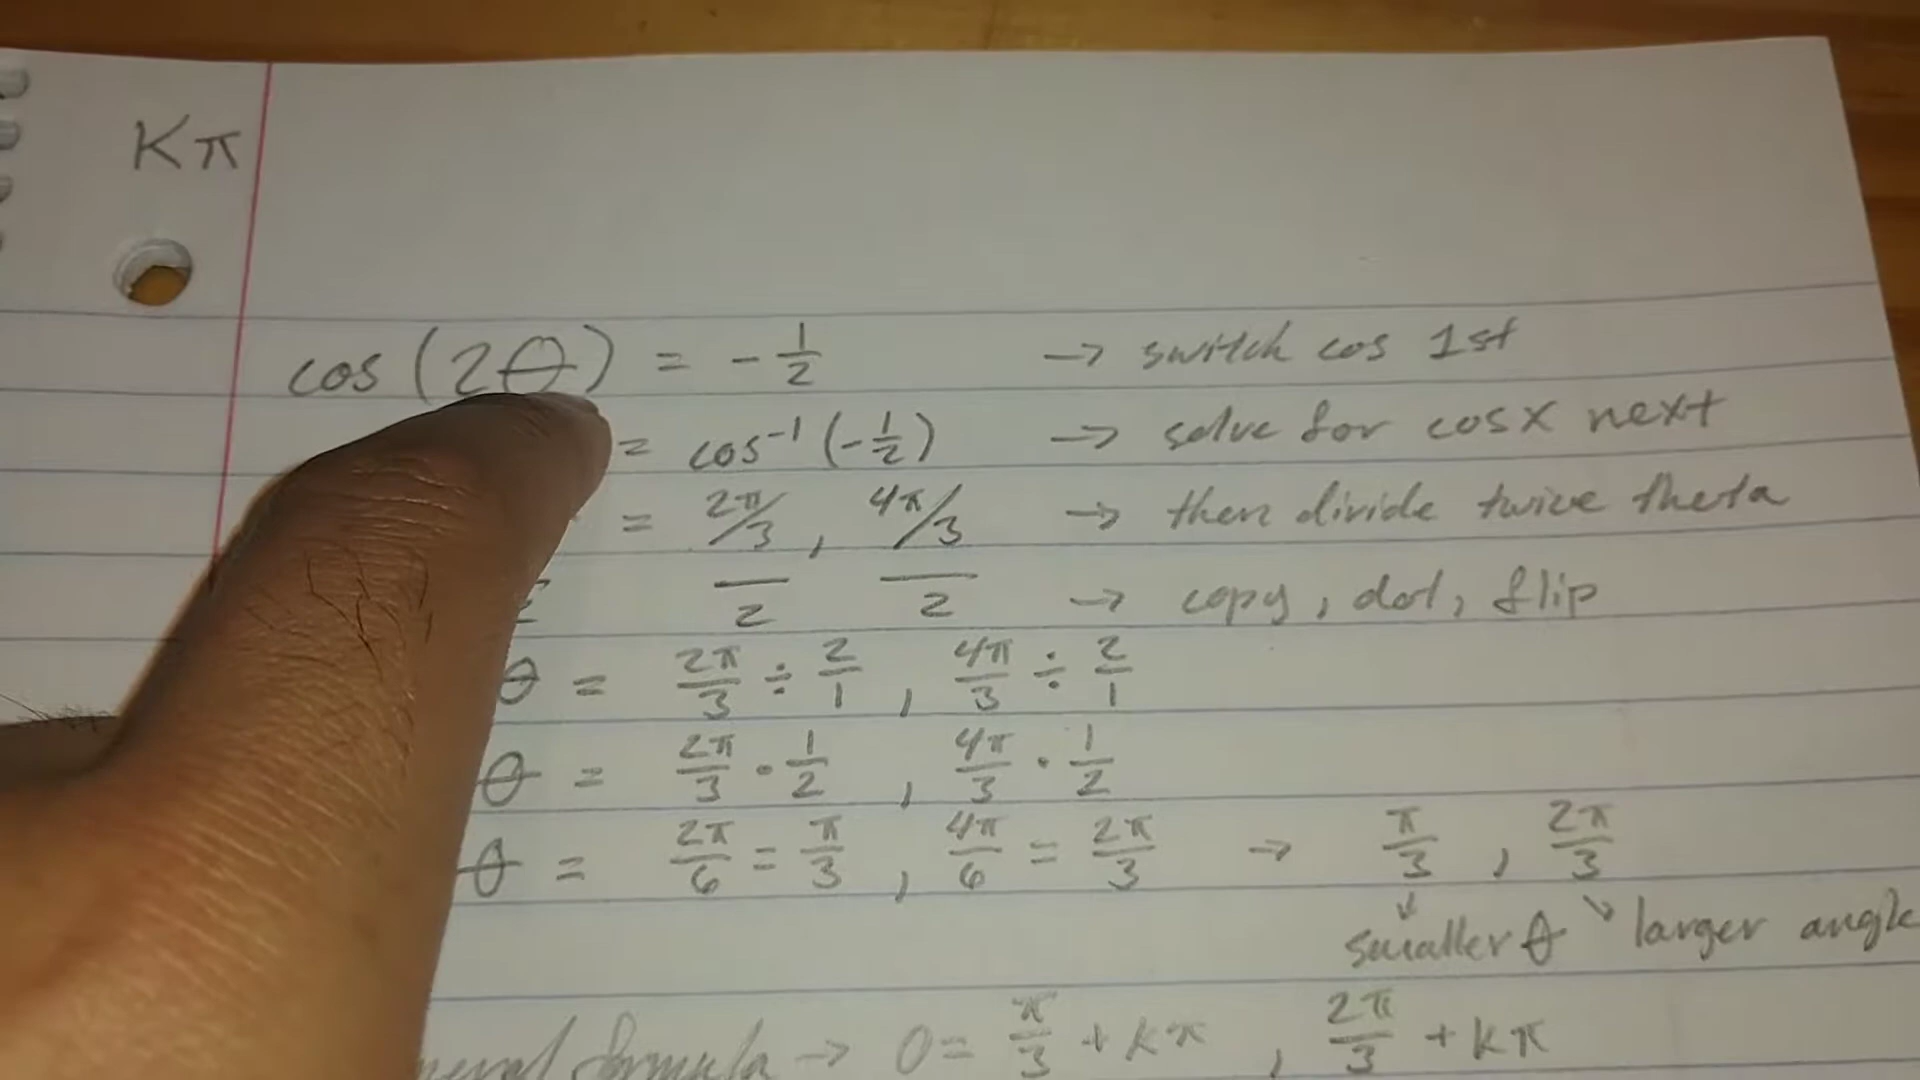 Kπ
cos(2θ) = -1/2 → switch cos 1st
= cos⁻¹(-1/2) → solve for cosx next
= 2π/3, 4π/3 → then divide twice theta
— 2 — 2 → copy, dot, flip
θ = 2π/3 ÷ 2/1, 4π/3 ÷ 2/1
θ = 2π/3 · 1/2, 4π/3 · 1/2
θ = 2π/6 = π/3, 4π/6 = 2π/3 → π/3, 2π/3
smaller θ larger angle
formula → θ = π/3 + kπ, 2π/3 + kπ